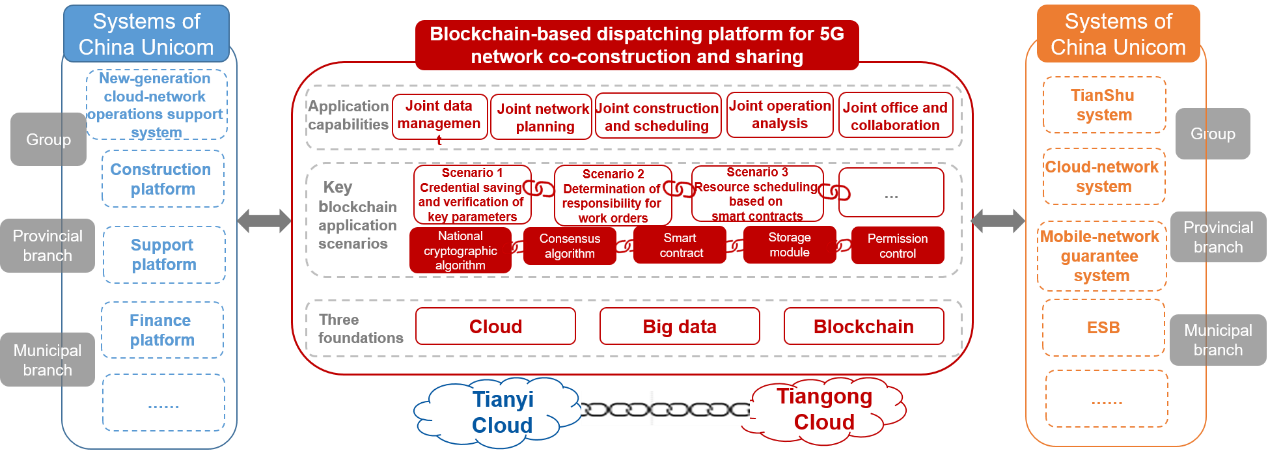 Systems of
China Unicom
New-generation
cloud-network
operations support
system
Group
Construction
platform
Provincial
branch
Support
platform
Finance
platform
Municipal
branch
......
Blockchain-based dispatching platform for 5G
network co-construction and sharing
Application
capabilities
Joint data
managemen
t
Joint network
planning
Joint construction
and scheduling
Joint operation
analysis
Joint office and
collaboration
Key
blockchain
application
scenarios
Scenario 1
Credential saving
and verification of
key parameters
Scenario 2
Determination of
responsibility for
work orders
Scenario 3
Resource scheduling
based on
smart contracts
...
National
cryptographic
algorithm
Consensus
algorithm
Smart
contract
Storage
module
Permission
control
Three
foundations
Cloud
Big data
Blockchain
Tianyi
Cloud
Tiangong
Cloud
Systems of
China Unicom
TianShu
system
Group
Cloud-network
system
Provincial
branch
Mobile-network
guarantee
system
ESB
Municipal
branch
......